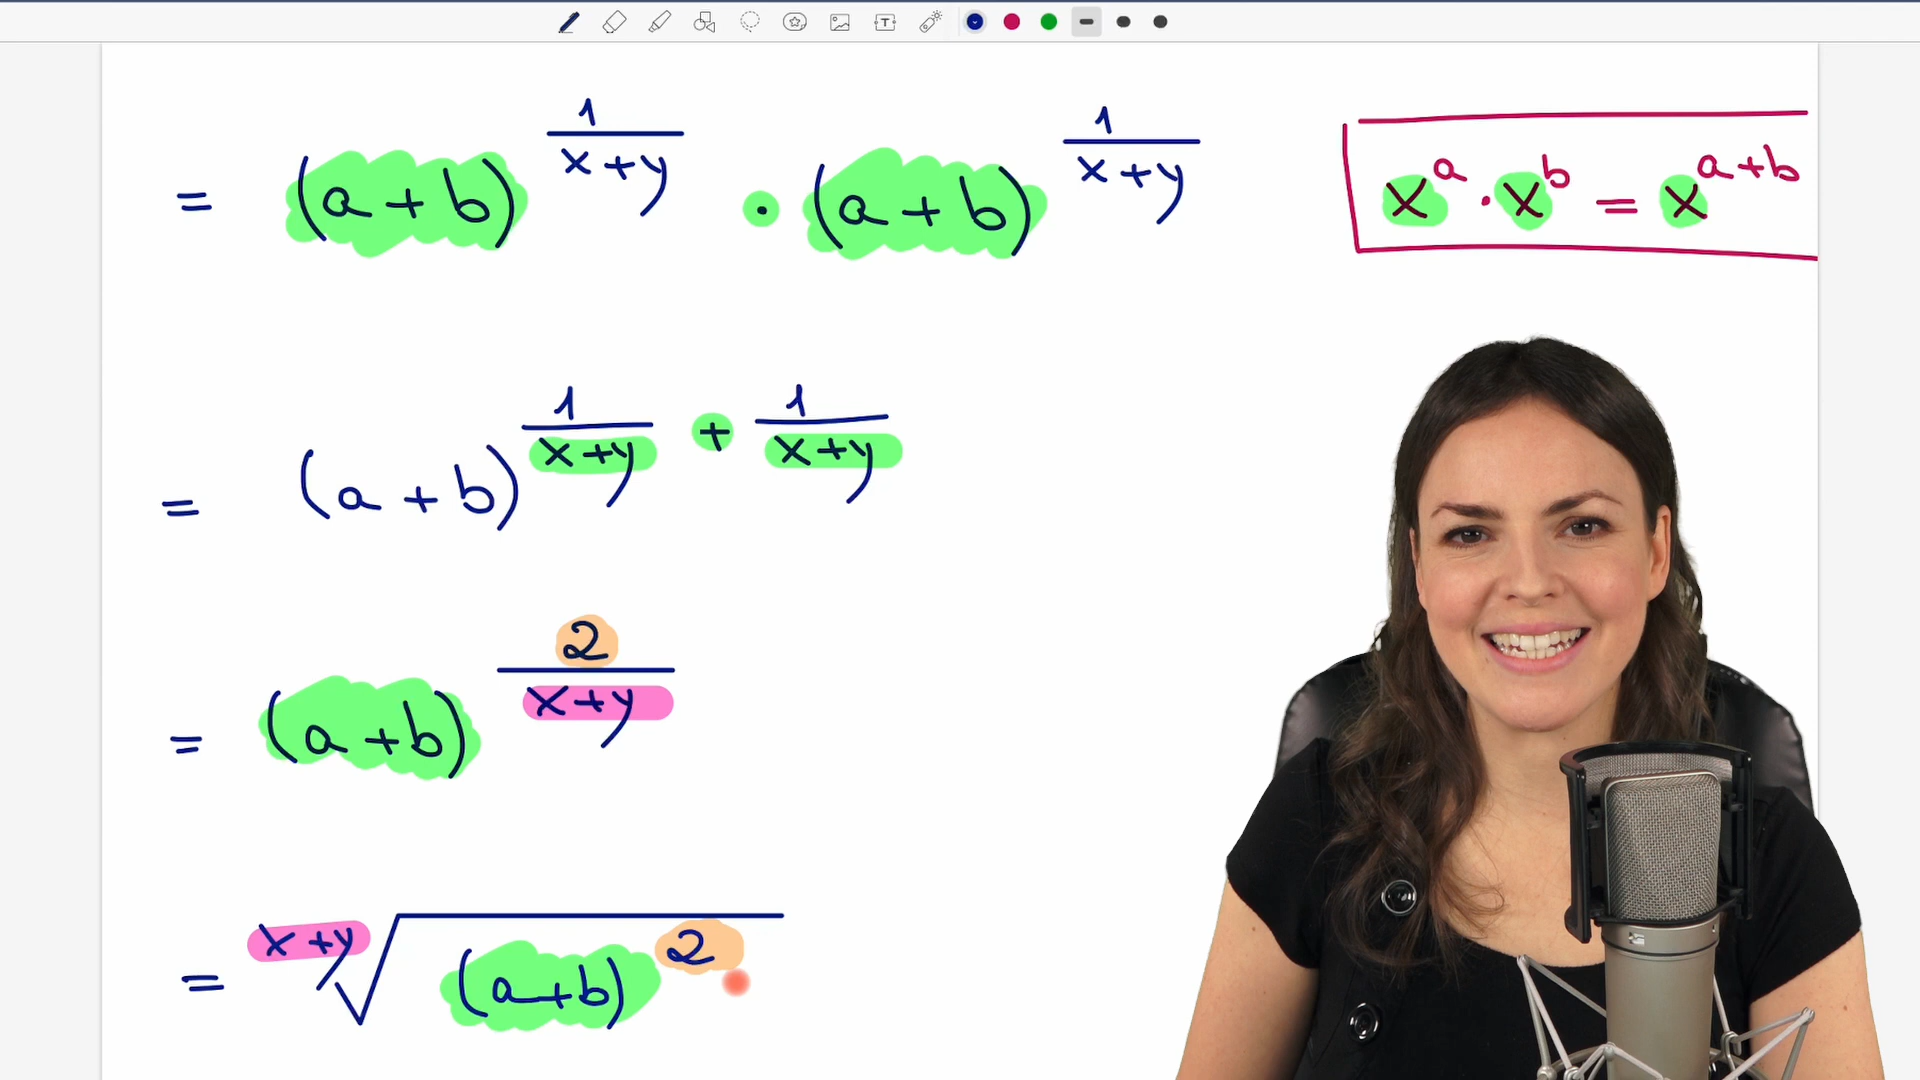 = (a+b)^(1/(x+y)) · (a+b)^(1/(x+y))
x^a · x^b = x^(a+b)
= (a+b)^(1/(x+y) + 1/(x+y))
= (a+b)^(2/(x+y))
= ^(x+y)√(a+b)^2